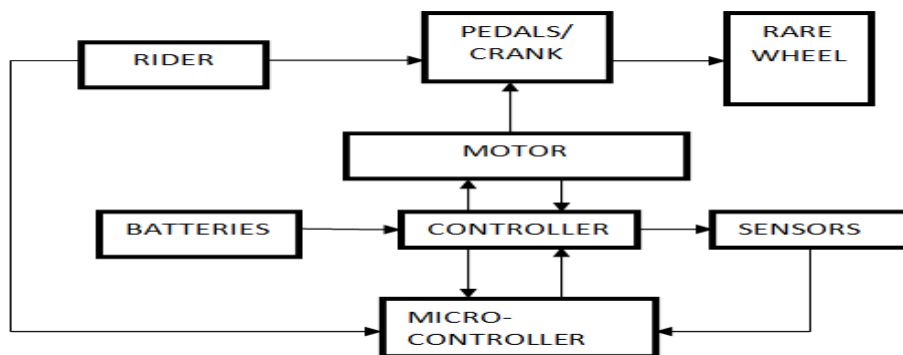 RIDER
PEDALS/
CRANK
RARE
WHEEL
MOTOR
BATTERIES
CONTROLLER
SENSORS
MICRO-
CONTROLLER